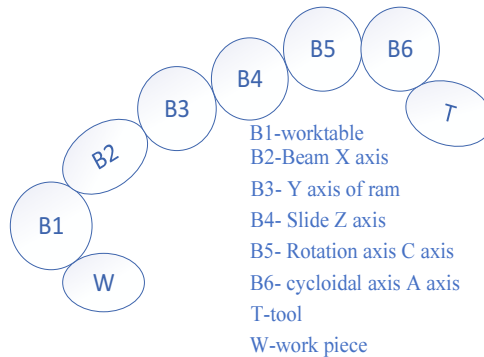 B5
B6
B4
B3
T
B2
B1
W
B1-worktable
B2-Beam X axis
B3- Y axis of ram
B4- Slide Z axis
B5- Rotation axis C axis
B6- cycloidal axis A axis
T-tool
W-work piece